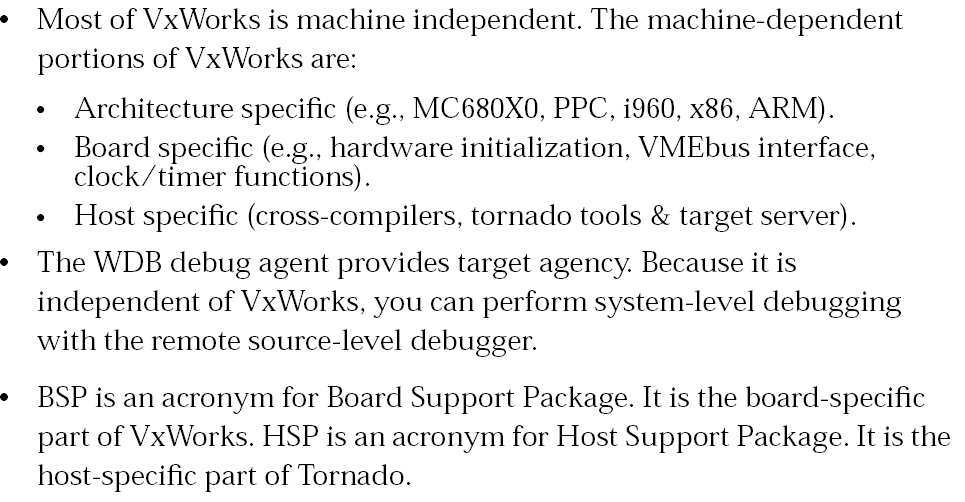 • Most of VxWorks is machine independent. The machine-dependent
portions of VxWorks are:
• Architecture specific (e.g., MC680X0, PPC, i960, x86, ARM).
• Board specific (e.g., hardware initialization, VMEbus interface,
clock/timer functions).
• Host specific (cross-compilers, tornado tools & target server).
• The WDB debug agent provides target agency. Because it is
independent of VxWorks, you can perform system-level debugging
with the remote source-level debugger.
• BSP is an acronym for Board Support Package. It is the board-specific
part of VxWorks. HSP is an acronym for Host Support Package. It is the
host-specific part of Tornado.